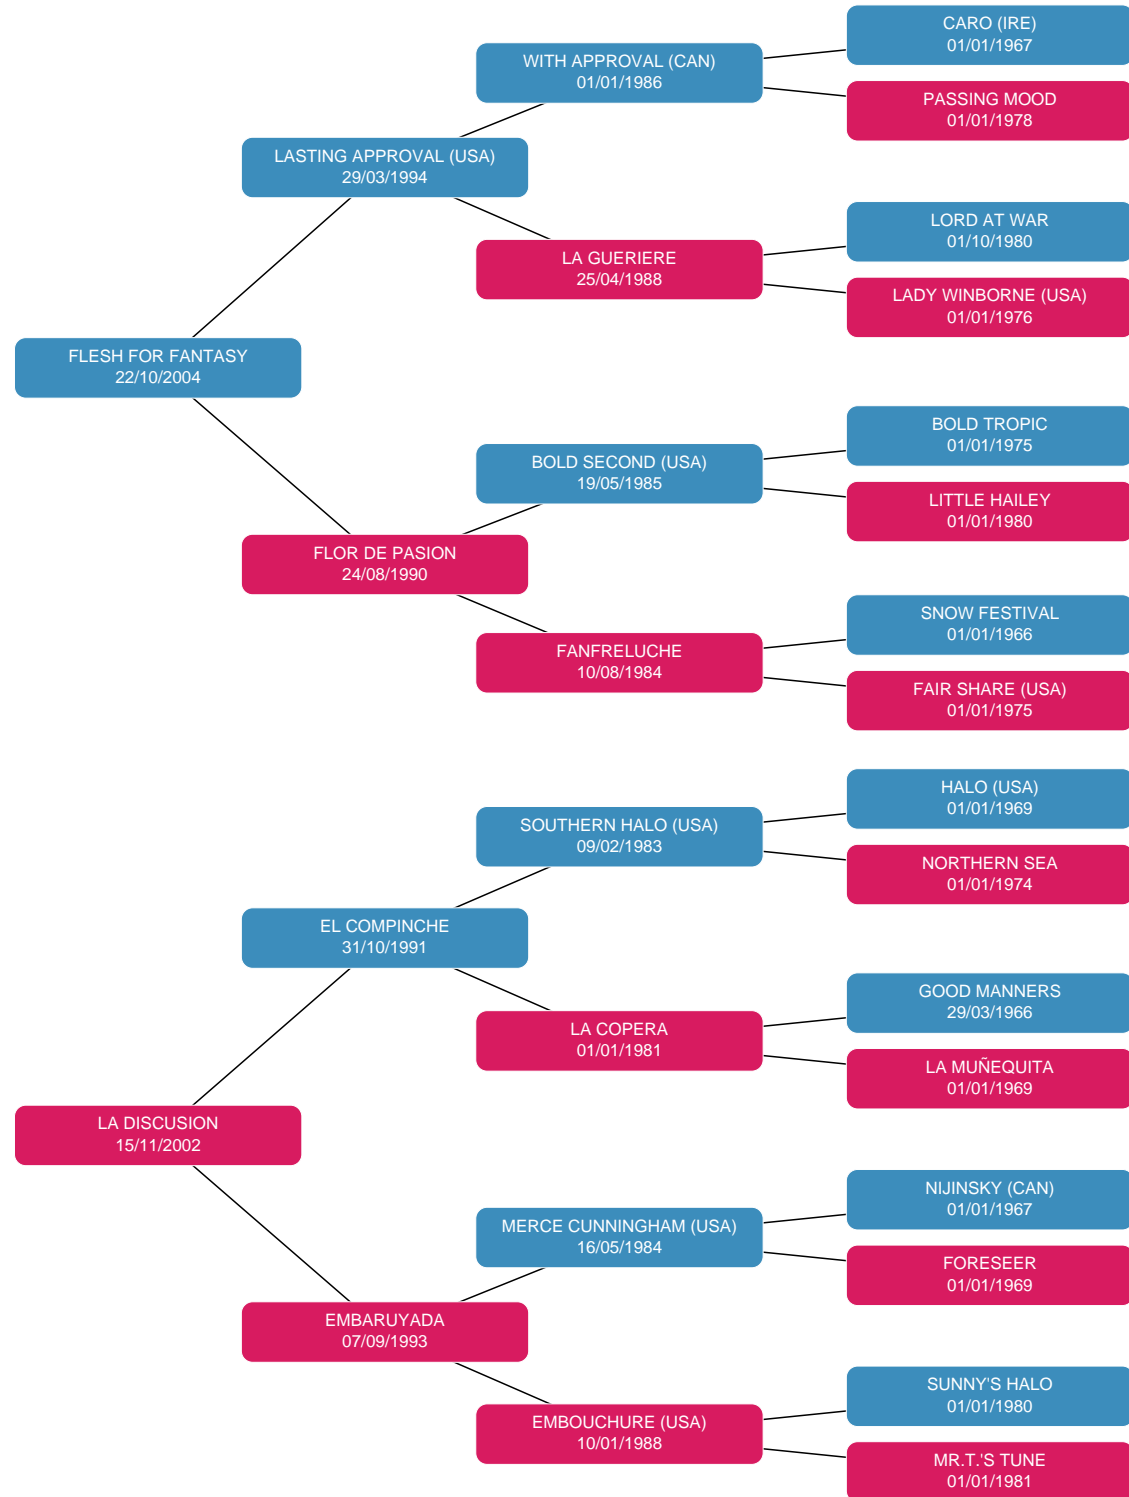 CARO (IRE)
01/01/1967
WITH APPROVAL (CAN)
01/01/1986
PASSING MOOD
01/01/1978
LASTING APPROVAL (USA)
29/03/1994
LORD AT WAR
01/10/1980
LA GUERIERE
25/04/1988
LADY WINBORNE (USA)
01/01/1976
FLESH FOR FANTASY
22/10/2004
BOLD TROPIC
01/01/1975
BOLD SECOND (USA)
19/05/1985
LITTLE HAILEY
01/01/1980
FLOR DE PASION
24/08/1990
SNOW FESTIVAL
01/01/1966
FANFRELUCHE
10/08/1984
FAIR SHARE (USA)
01/01/1975
HALO (USA)
01/01/1969
SOUTHERN HALO (USA)
09/02/1983
NORTHERN SEA
01/01/1974
EL COMPINCHE
31/10/1991
GOOD MANNERS
29/03/1966
LA COPERA
01/01/1981
LA MUÑEQUITA
01/01/1969
LA DISCUSION
15/11/2002
NIJINSKY (CAN)
01/01/1967
MERCE CUNNINGHAM (USA)
16/05/1984
FORESEER
01/01/1969
EMBARUYADA
07/09/1993
SUNNY'S HALO
01/01/1980
EMBOUCHURE (USA)
10/01/1988
MR.T.'S TUNE
01/01/1981